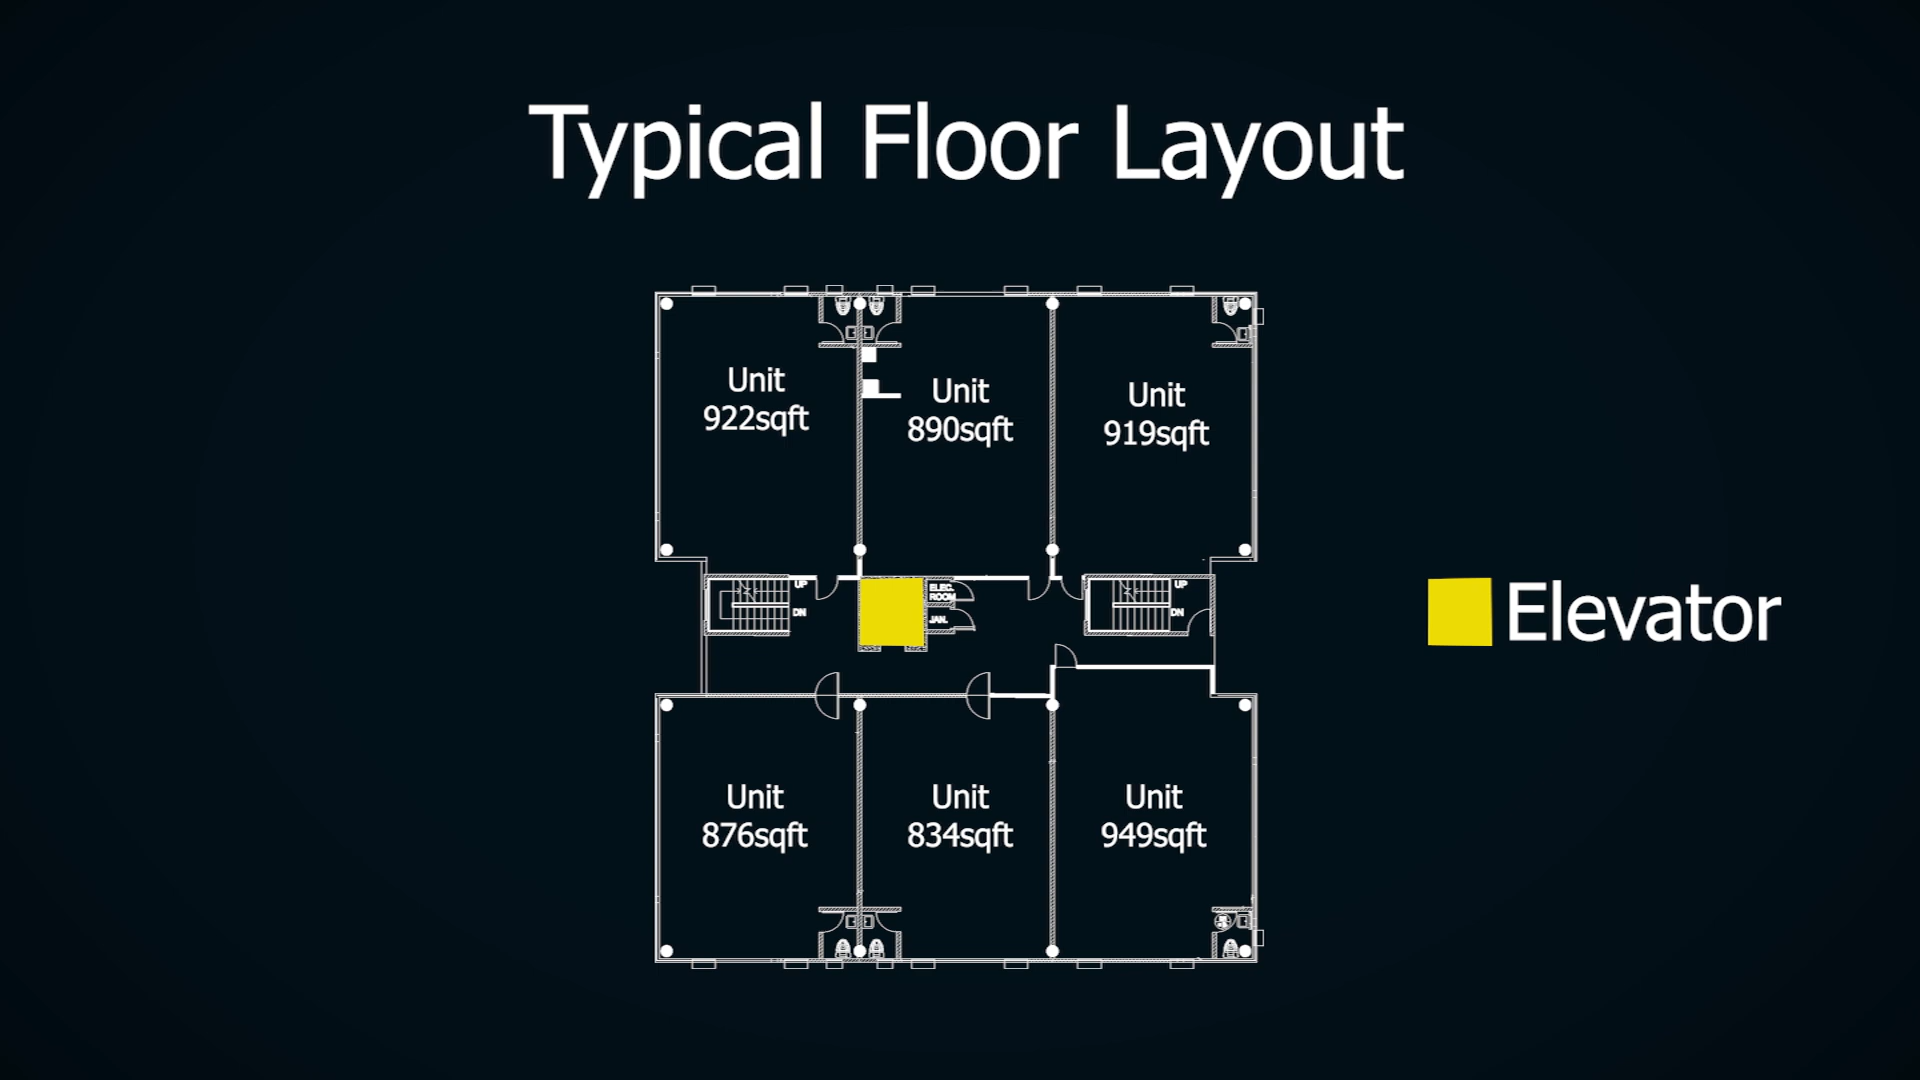 Typical Floor Layout
Unit
922sqft
Unit
890sqft
Unit
919sqft
UP
DN
ELEC.
ROOM
JAN.
UP
DN
Elevator
Unit
876sqft
Unit
834sqft
Unit
949sqft